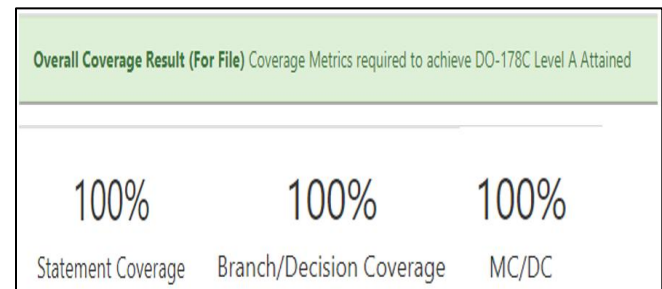 Overall Coverage Result (For File) Coverage Metrics required to achieve DO-178C Level A Attained
100% 100% 100%
Statement Coverage Branch/Decision Coverage MC/DC